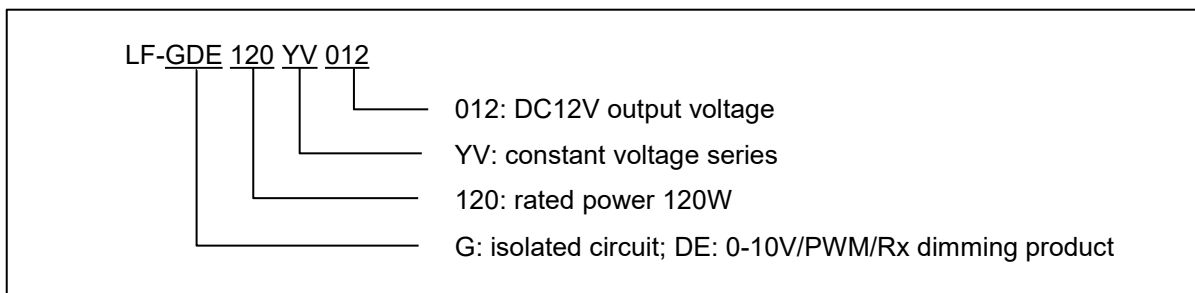 LF-GDE 120 YV 012
012: DC12V output voltage
YV: constant voltage series
120: rated power 120W
G: isolated circuit; DE: 0-10V/PWM/Rx dimming product